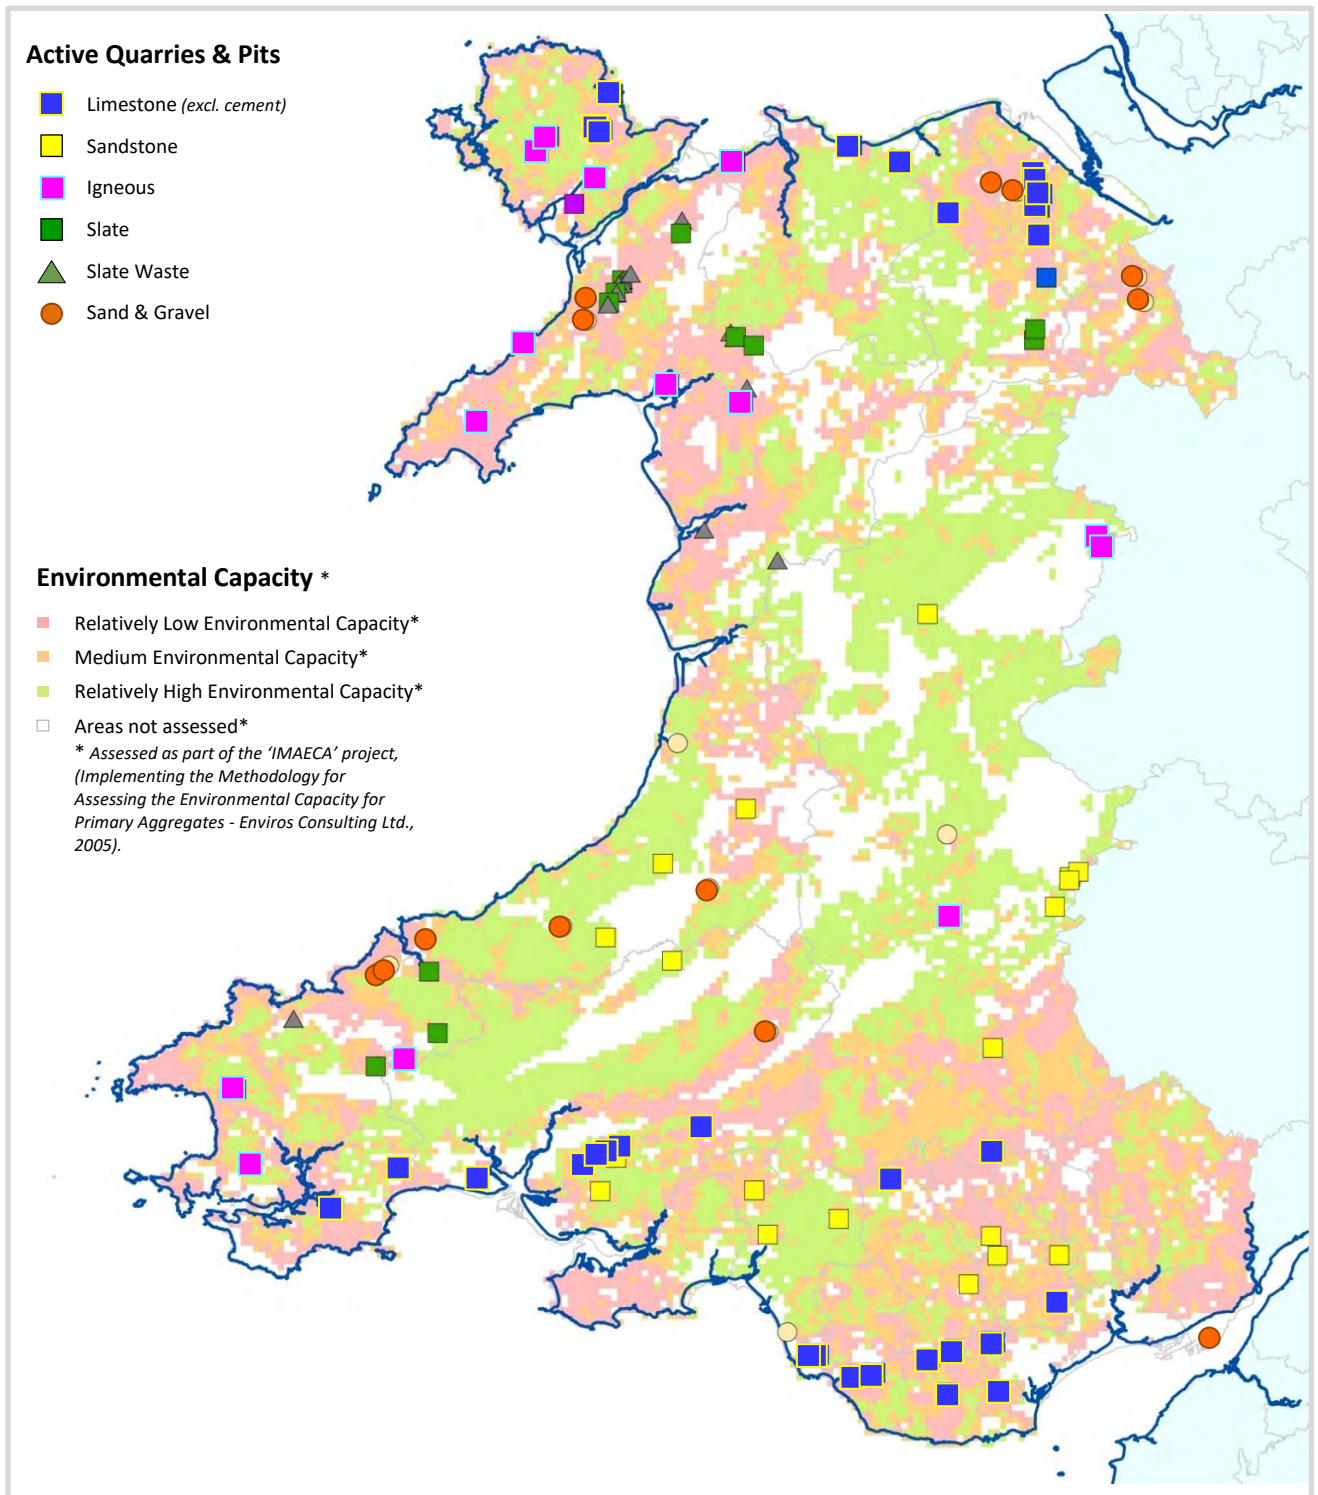 Active Quarries & Pits
Limestone (excl. cement)
Sandstone
Igneous
Slate
Slate Waste
Sand & Gravel
Environmental Capacity *
Relatively Low Environmental Capacity*
Medium Environmental Capacity*
Relatively High Environmental Capacity*
Areas not assessed*
* Assessed as part of the ‘IMAECA’ project,
(Implementing the Methodology for
Assessing the Environmental Capacity for
Primary Aggregates - Enviros Consulting Ltd.,
2005).